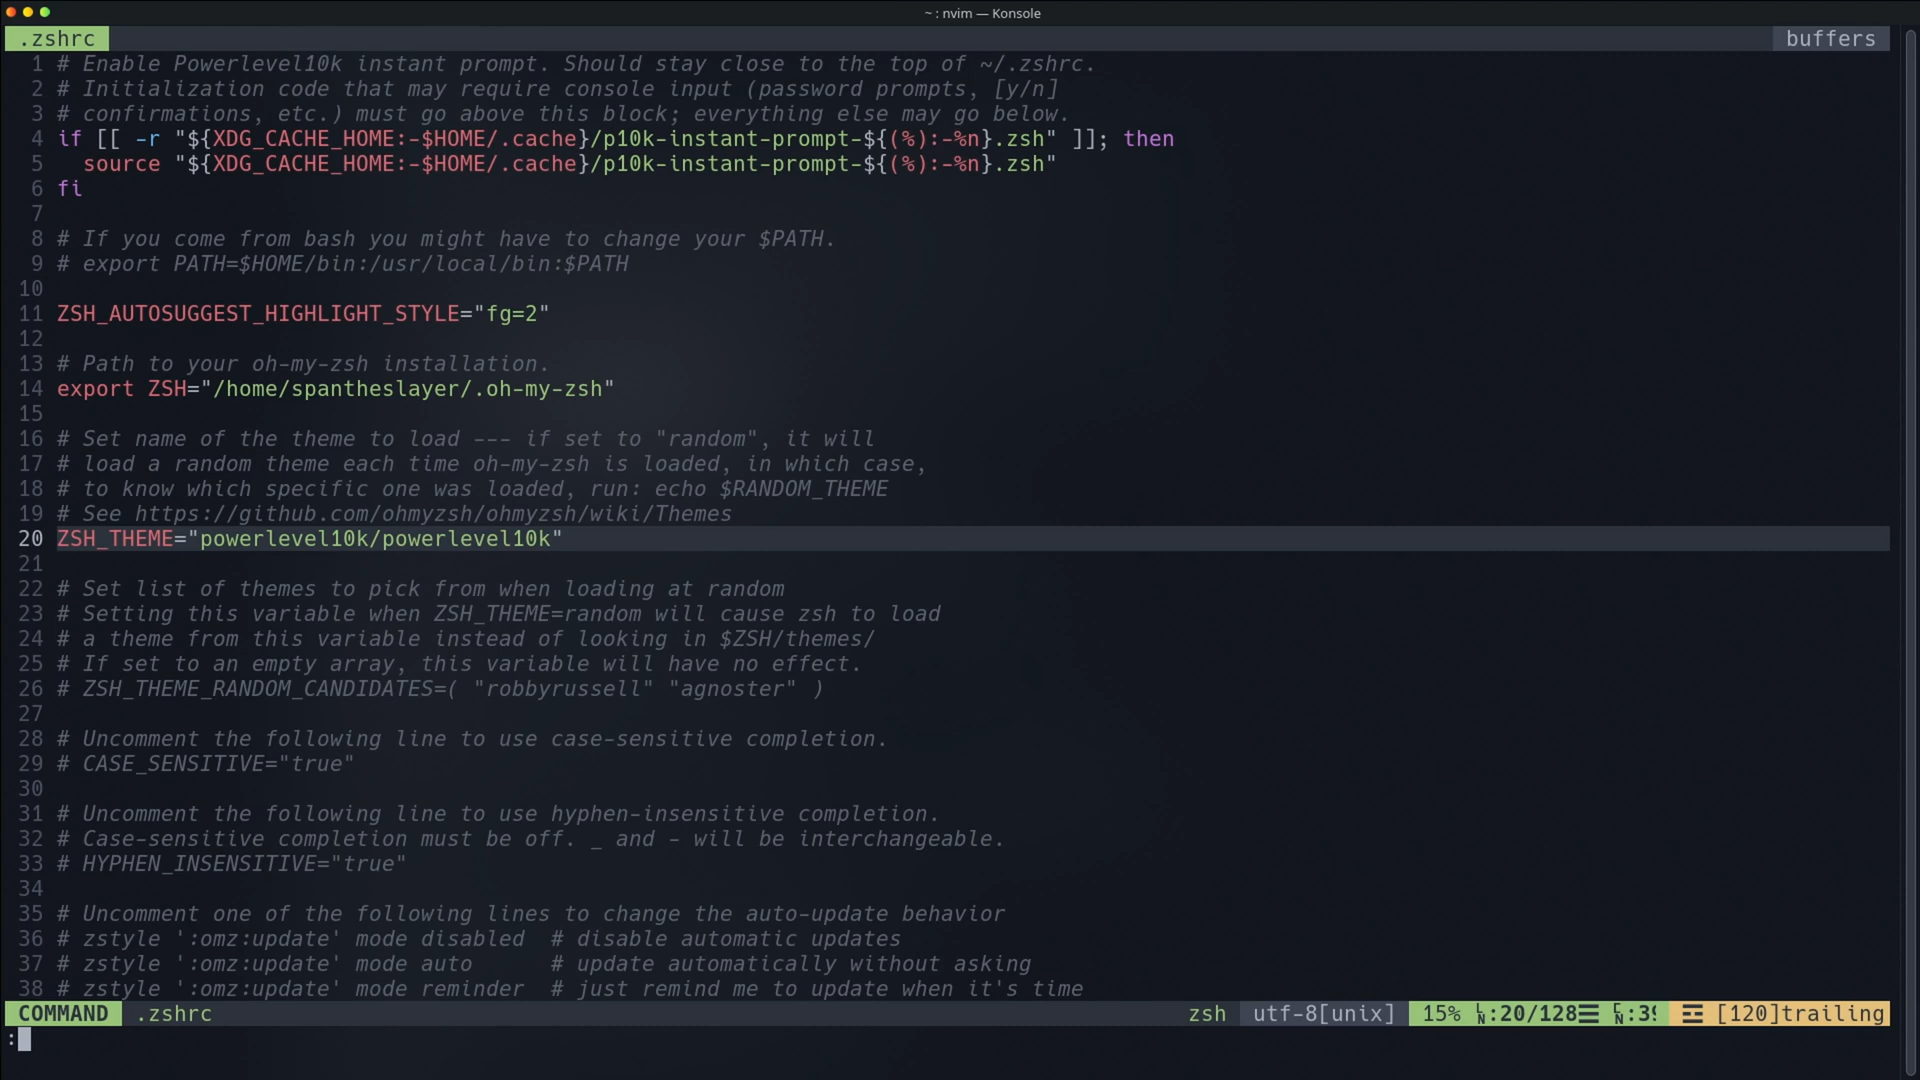 ~ : nvim — Konsole
.zshrc buffers
1 # Enable Powerlevel10k instant prompt. Should stay close to the top of ~/.zshrc.
2 # Initialization code that may require console input (password prompts, [y/n]
3 # confirmations, etc.) must go above this block; everything else may go below.
4 if [[ -r "${XDG_CACHE_HOME:-$HOME/.cache}/p10k-instant-prompt-${(%):-%n}.zsh" ]]; then
5   source "${XDG_CACHE_HOME:-$HOME/.cache}/p10k-instant-prompt-${(%):-%n}.zsh"
6 fi
7
8 # If you come from bash you might have to change your $PATH.
9 # export PATH=$HOME/bin:/usr/local/bin:$PATH
10
11 ZSH_AUTOSUGGEST_HIGHLIGHT_STYLE="fg=2"
12
13 # Path to your oh-my-zsh installation.
14 export ZSH="/home/spantheslayer/.oh-my-zsh"
15
16 # Set name of the theme to load --- if set to "random", it will
17 # load a random theme each time oh-my-zsh is loaded, in which case,
18 # to know which specific one was loaded, run: echo $RANDOM_THEME
19 # See https://github.com/ohmyzsh/ohmyzsh/wiki/Themes
20 ZSH_THEME="powerlevel10k/powerlevel10k"
21
22 # Set list of themes to pick from when loading at random
23 # Setting this variable when ZSH_THEME=random will cause zsh to load
24 # a theme from this variable instead of looking in $ZSH/themes/
25 # If set to an empty array, this variable will have no effect.
26 # ZSH_THEME_RANDOM_CANDIDATES=( "robbyrussell" "agnoster" )
27
28 # Uncomment the following line to use case-sensitive completion.
29 # CASE_SENSITIVE="true"
30
31 # Uncomment the following line to use hyphen-insensitive completion.
32 # Case-sensitive completion must be off. _ and - will be interchangeable.
33 # HYPHEN_INSENSITIVE="true"
34
35 # Uncomment one of the following lines to change the auto-update behavior
36 # zstyle ':omz:update' mode disabled  # disable automatic updates
37 # zstyle ':omz:update' mode auto      # update automatically without asking
38 # zstyle ':omz:update' mode reminder  # just remind me to update when it's time
COMMAND .zshrc zsh utf-8[unix] 15% LN:20/128☰ CN:39 ☲ [120]trailing
: